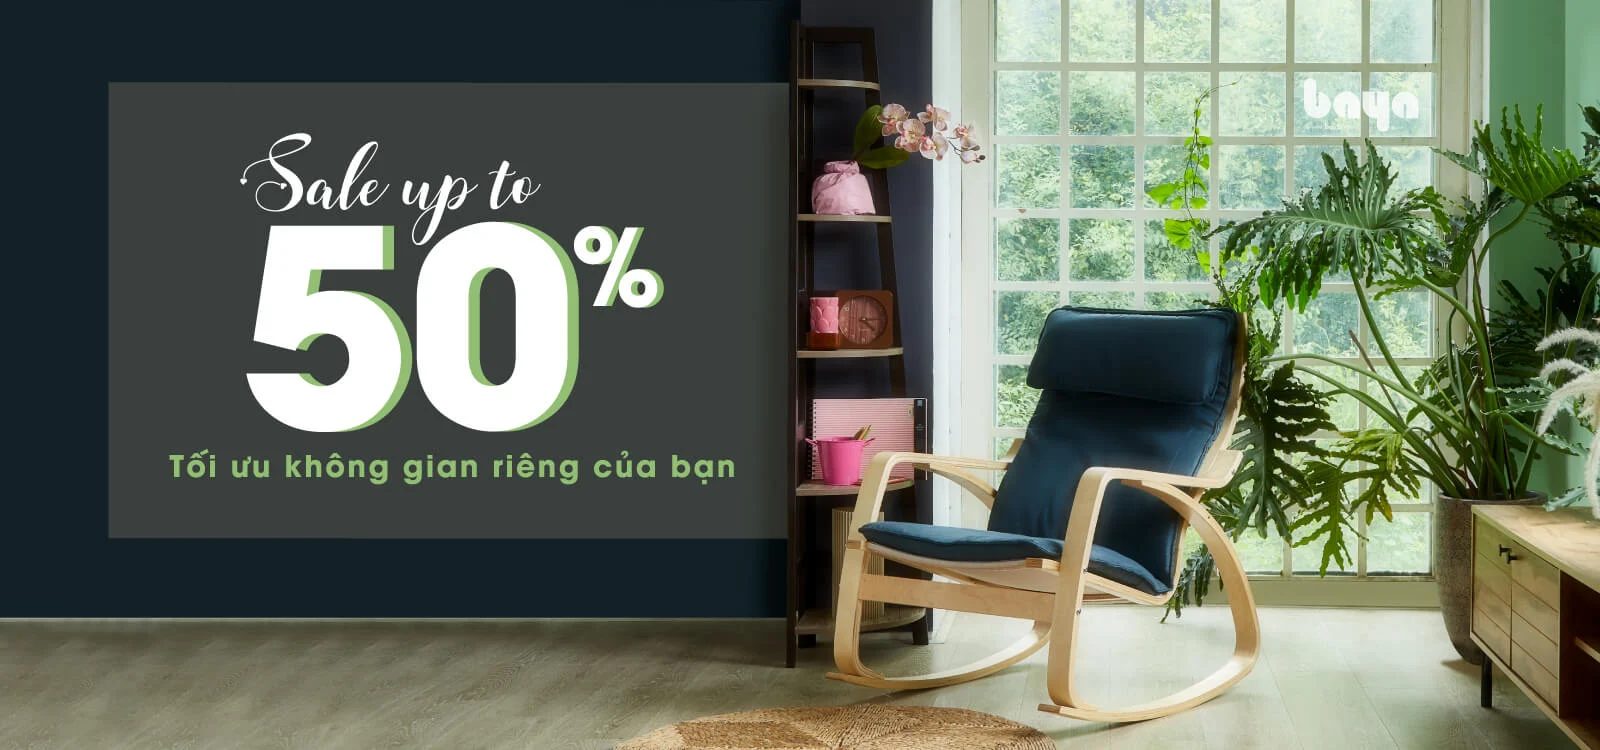 baya
Sale up to
50%
Tối ưu không gian riêng của bạn